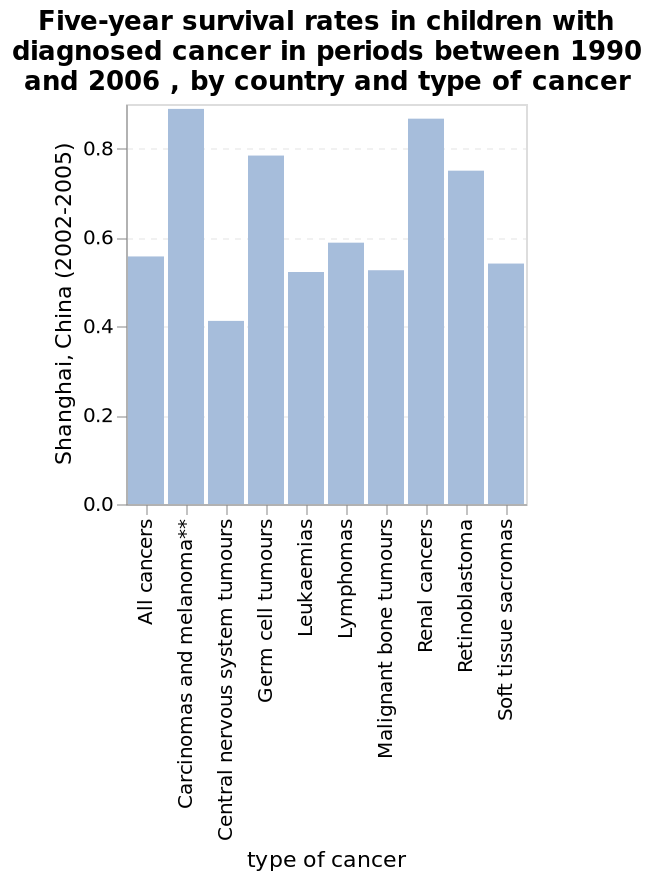 Five-year survival rates in children with
diagnosed cancer in periods between 1990
and 2006 , by country and type of cancer
Shanghai, China (2002-2005)
0.8
0.6
0.4
0.2
0.0
All cancers
Carcinomas and melanoma**
Central nervous system tumours
Germ cell tumours
Leukaemias
Lymphomas
Malignant bone tumours
Renal cancers
Retinoblastoma
Soft tissue sacromas
type of cancer